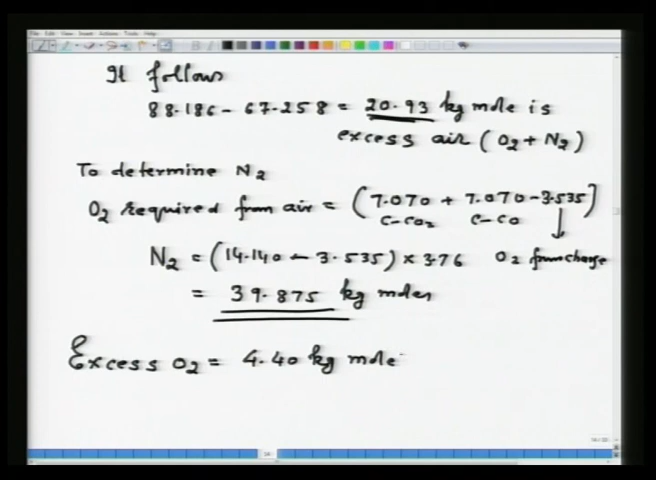 It follows
88.186 - 67.258 = 20.93 kg mole is
excess air (O2 + N2)
To determine N2
O2 required from air = (7.070 + 7.070 - 3.535)
C-CO2 C-CO
N2 = (14.140 - 3.535) × 3.76 O2 from charge
= 39.875 kg moles
Excess O2 = 4.40 kg mole